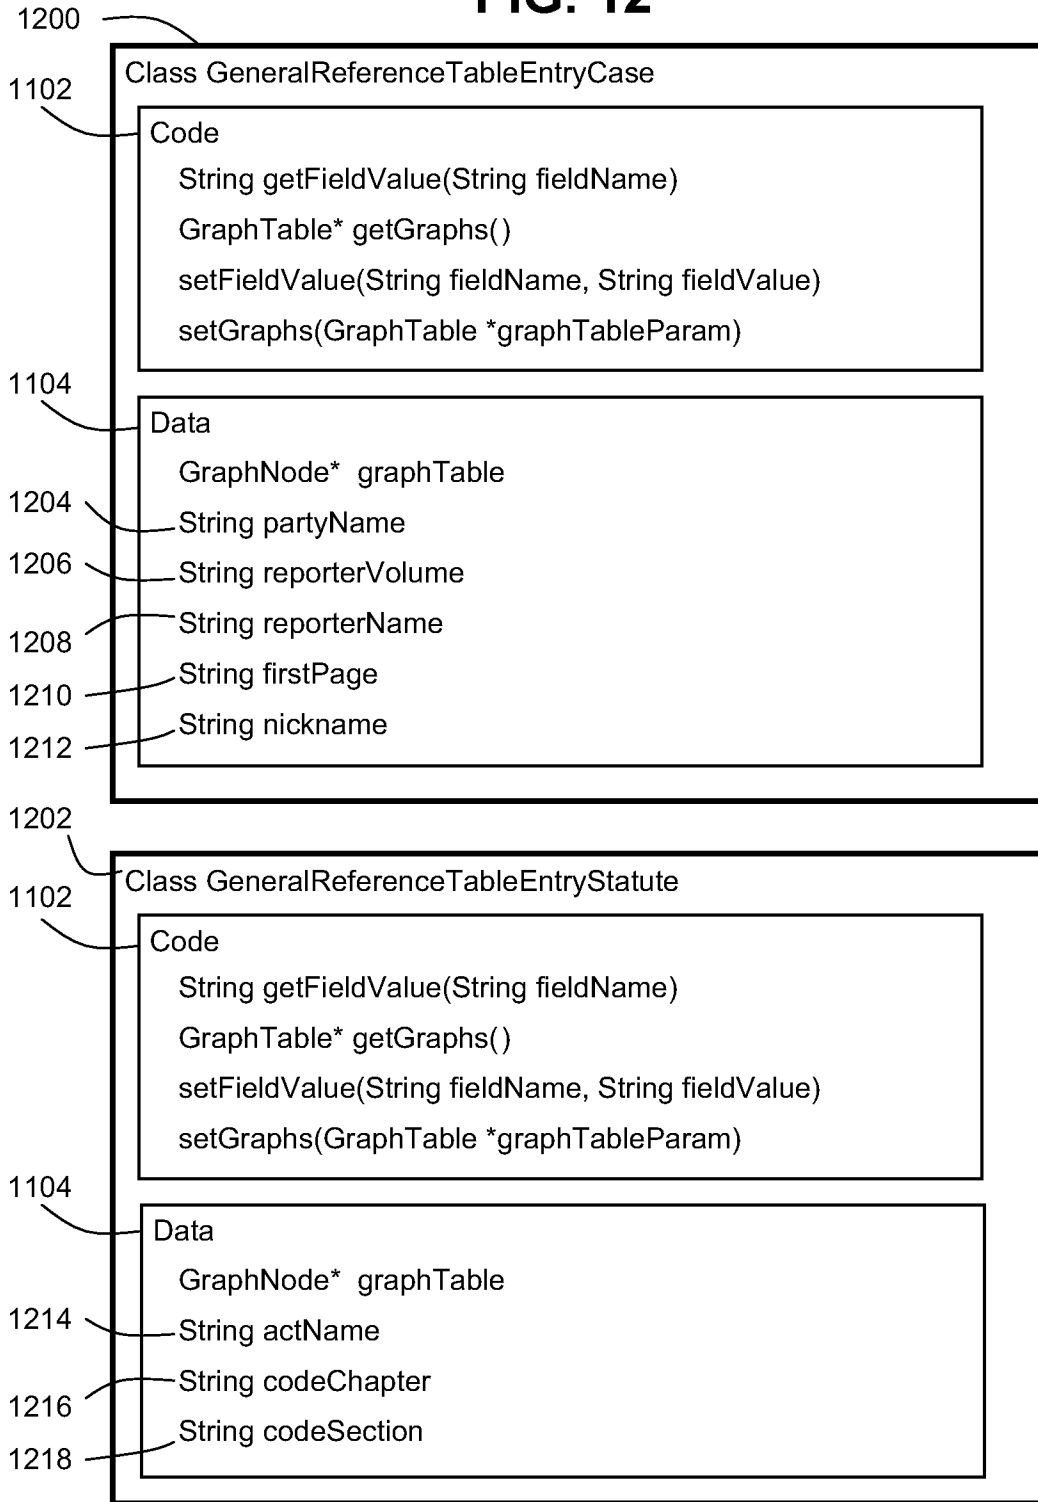 FIG. 12
1200
Class GeneralReferenceTableEntryCase
1102
Code
String getFieldValue(String fieldName)
GraphTable* getGraphs()
setFieldValue(String fieldName, String fieldValue)
setGraphs(GraphTable *graphTableParam)
1104
Data
GraphNode*  graphTable
1204
String partyName
1206
String reporterVolume
1208
String reporterName
1210
String firstPage
1212
String nickname
1202
Class GeneralReferenceTableEntryStatute
1102
Code
String getFieldValue(String fieldName)
GraphTable* getGraphs()
setFieldValue(String fieldName, String fieldValue)
setGraphs(GraphTable *graphTableParam)
1104
Data
GraphNode*  graphTable
1214
String actName
1216
String codeChapter
1218
String codeSection